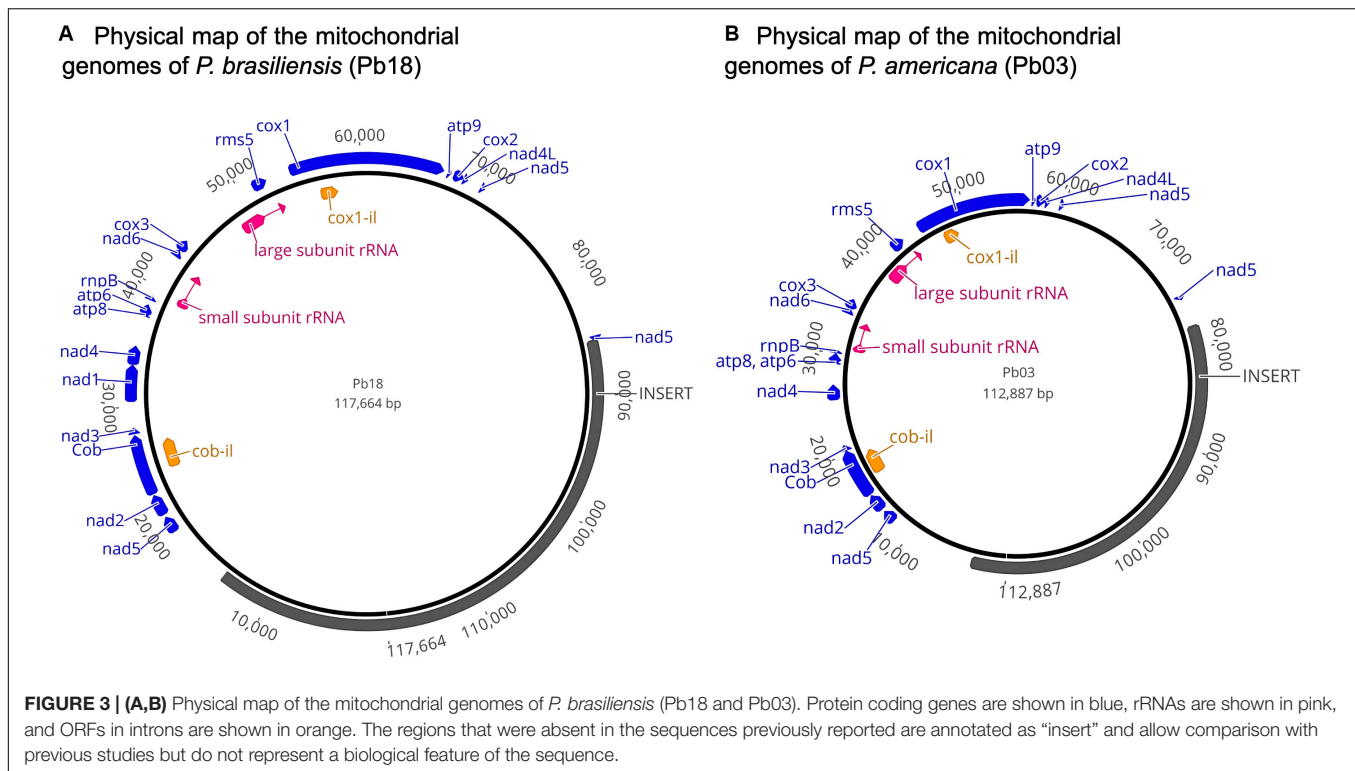 A Physical map of the mitochondrial
genomes of P. brasiliensis (Pb18)
cox1
60,000
atp9
rms5
cox2
50,000
nad4L
70,000
nad5
cox1-il
cox3
large subunit rRNA
nad6
80,000
40,000
rnpB
atp6
small subunit rRNA
atp8
nad5
nad4
Pb18
117,664 bp
nad1
INSERT
90,000
30,000
nad3
Cob
cob-il
nad2
20,000
100,000
nad5
10,000
110,000
117,664
B Physical map of the mitochondrial
genomes of P. americana (Pb03)
atp9
cox1
cox2
50,000
60,000
nad4L
nad5
rms5
40,000
cox1-il
70,000
nad5
cox3
large subunit rRNA
nad6
30,000
rnpB
small subunit rRNA
80,000
atp8, atp6
Pb03
112,887 bp
INSERT
nad4
cob-il
20,000
nad3
Cob
90,000
nad2
nad5
10,000
100,000
112,887
FIGURE 3 | (A,B) Physical map of the mitochondrial genomes of P. brasiliensis (Pb18 and Pb03). Protein coding genes are shown in blue, rRNAs are shown in pink,
and ORFs in introns are shown in orange. The regions that were absent in the sequences previously reported are annotated as “insert” and allow comparison with
previous studies but do not represent a biological feature of the sequence.